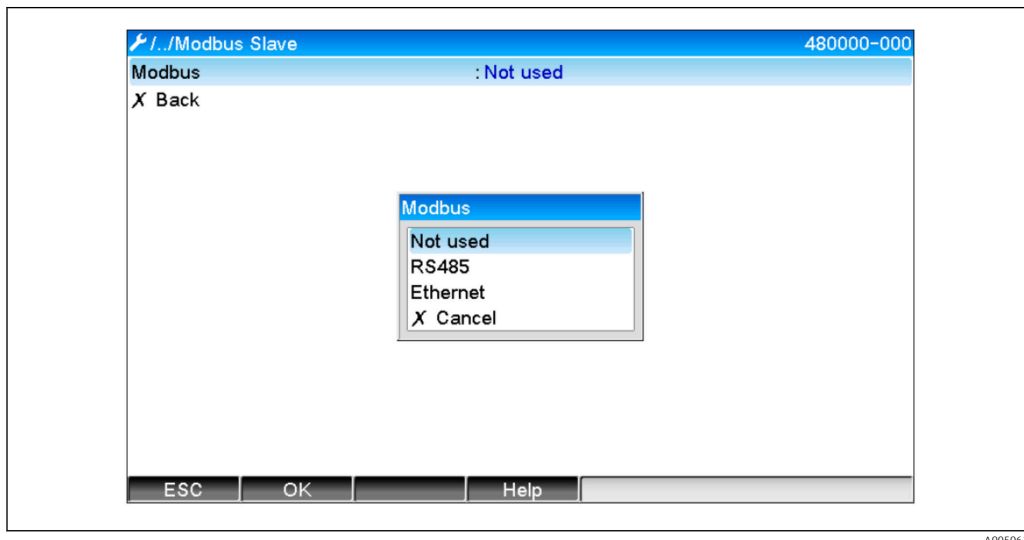 /../Modbus Slave 480000-000
Modbus : Not used
X Back
Modbus
Not used
RS485
Ethernet
X Cancel
ESC OK Help